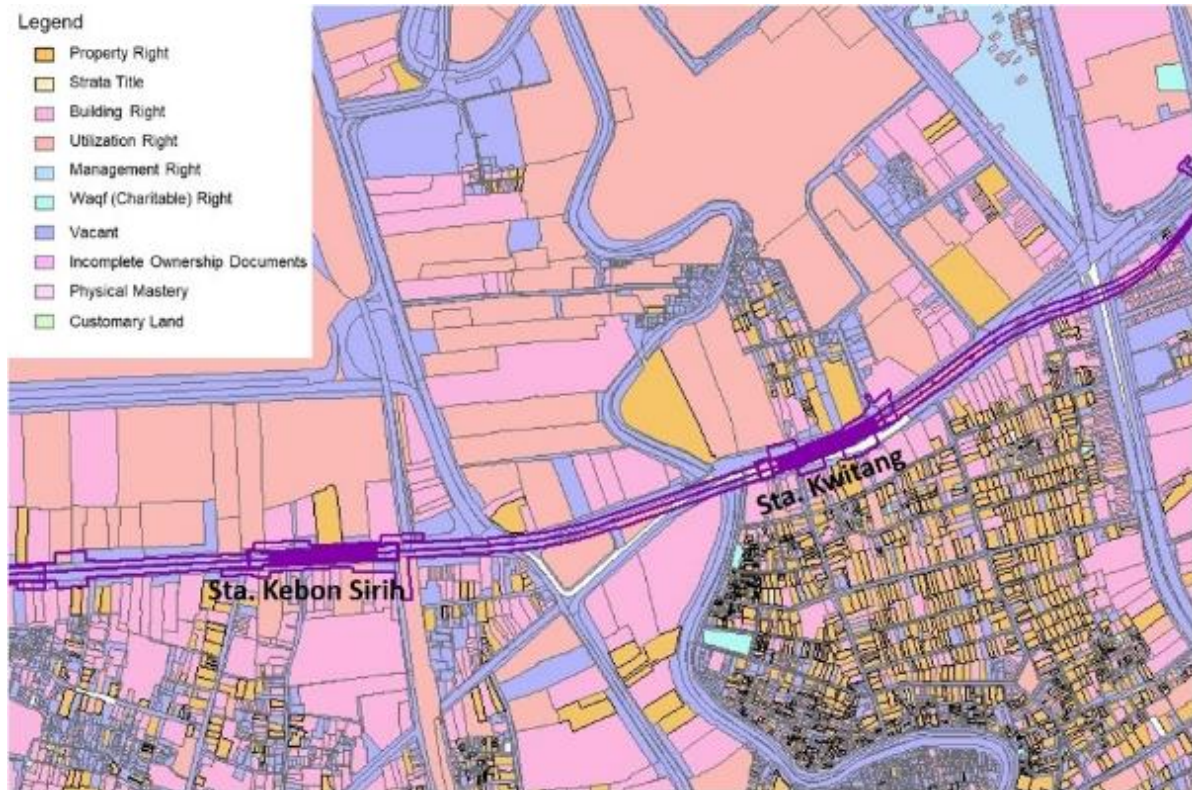 Legend
Property Right
Strata Title
Building Right
Utilization Right
Management Right
Waqf (Charitable) Right
Vacant
Incomplete Ownership Documents
Physical Mastery
Customary Land
Sta. Kwitang
Sta. Kebon Sirih